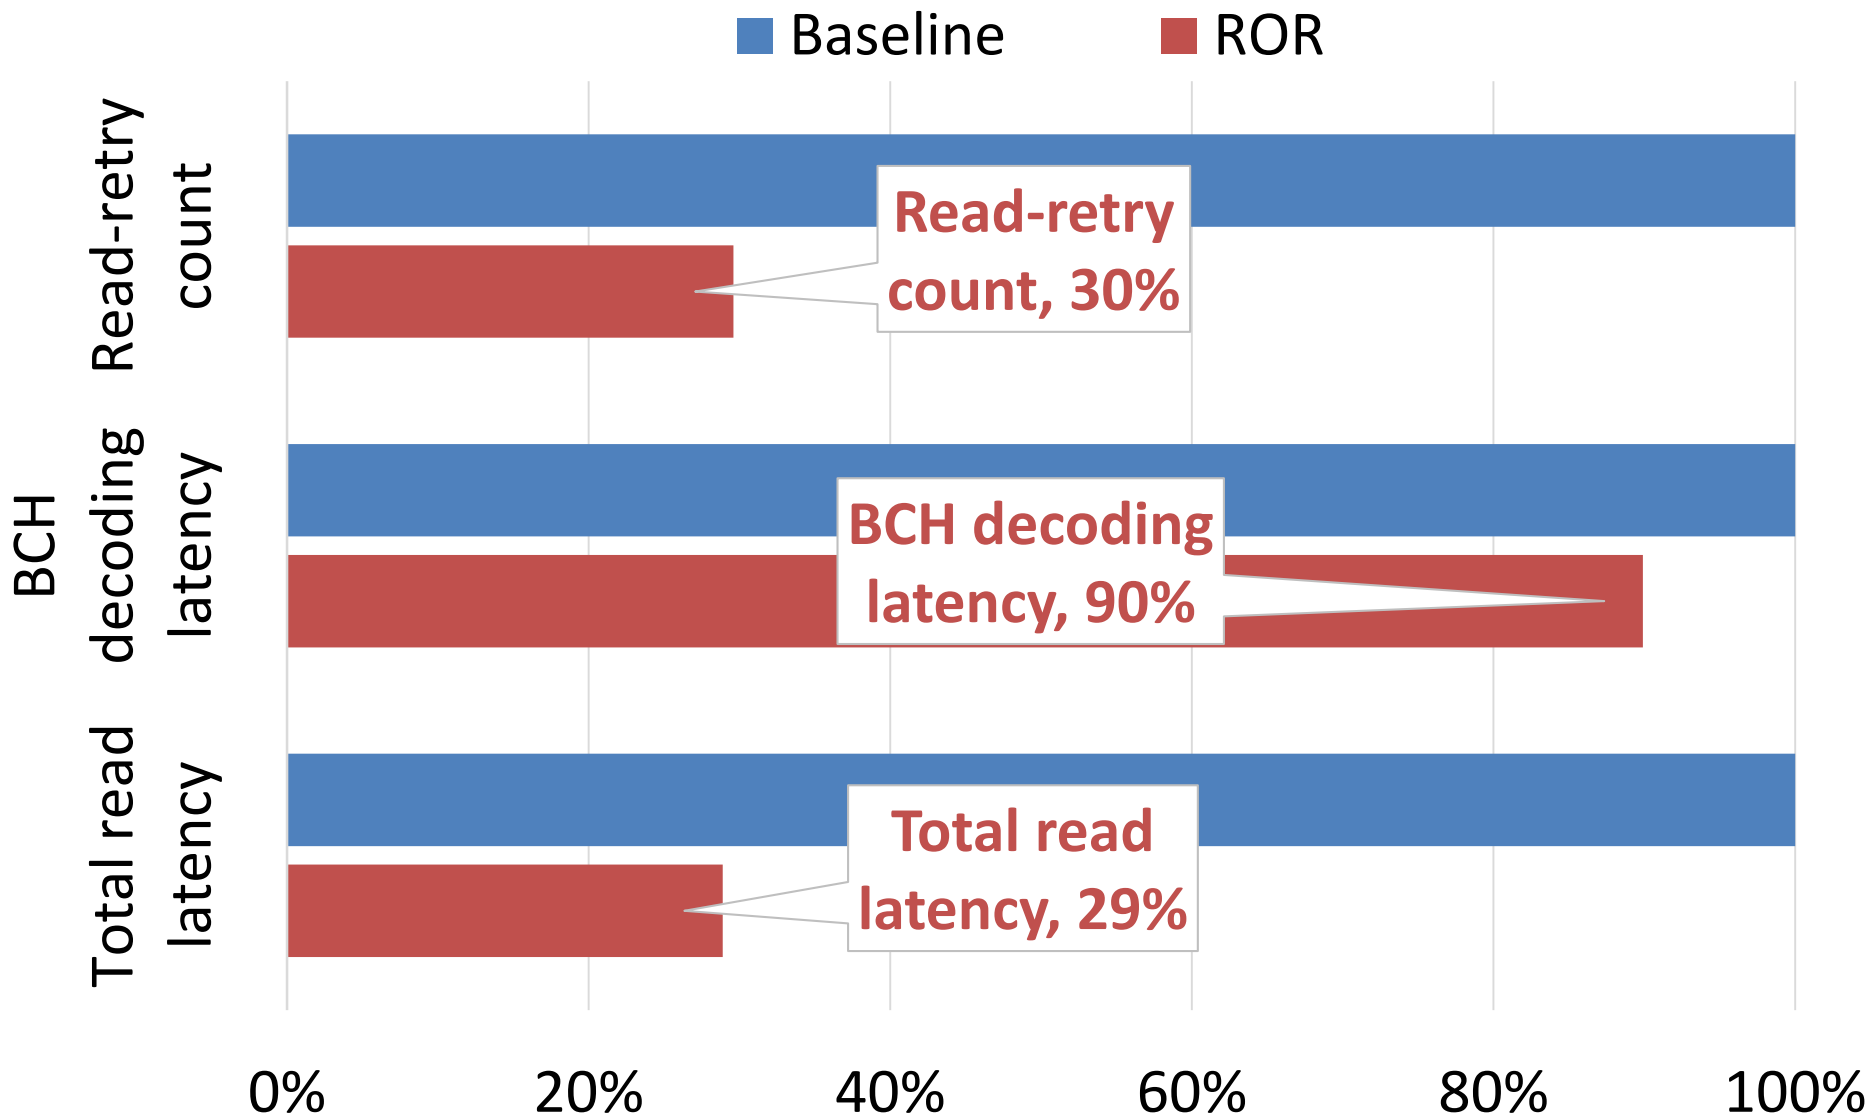 Baseline ROR
Read-retry
count
Read-retry
count, 30%
BCH
decoding
latency
BCH decoding
latency, 90%
Total read
latency
Total read
latency, 29%
0% 20% 40% 60% 80% 100%